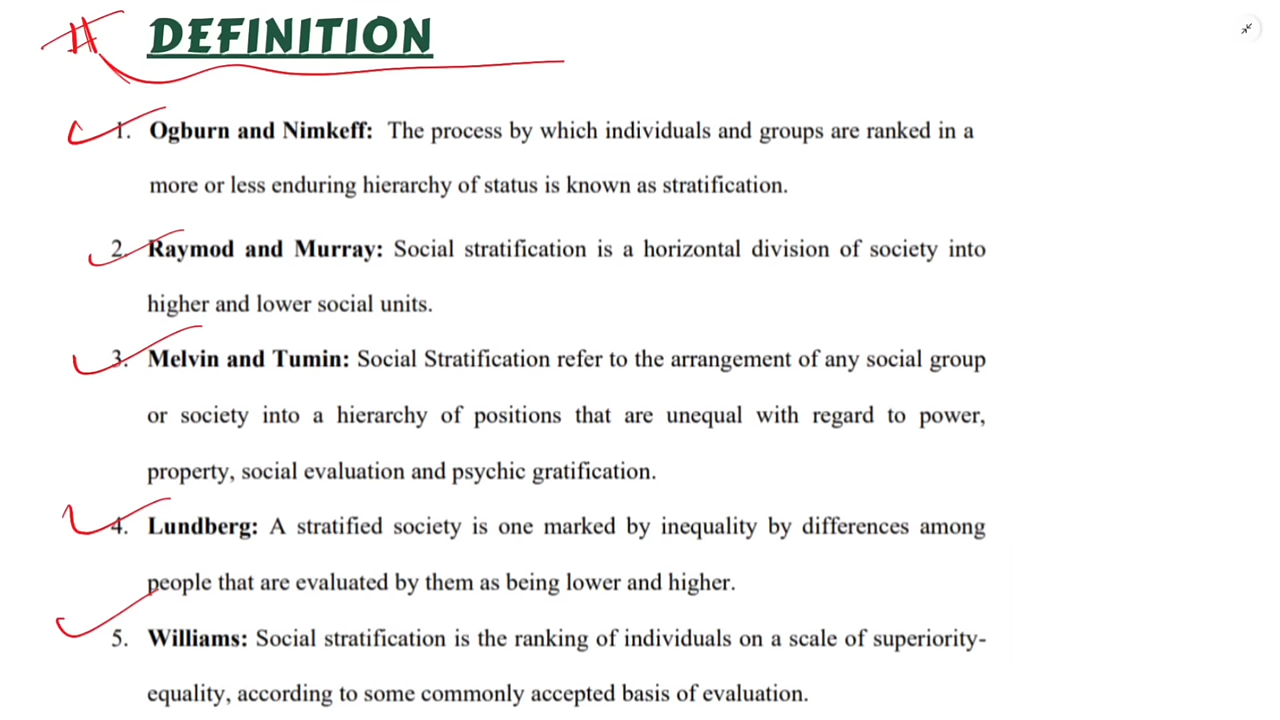 # DEFINITION
1. Ogburn and Nimkeff: The process by which individuals and groups are ranked in a
more or less enduring hierarchy of status is known as stratification.
2. Raymod and Murray: Social stratification is a horizontal division of society into
higher and lower social units.
3. Melvin and Tumin: Social Stratification refer to the arrangement of any social group
or society into a hierarchy of positions that are unequal with regard to power,
property, social evaluation and psychic gratification.
4. Lundberg: A stratified society is one marked by inequality by differences among
people that are evaluated by them as being lower and higher.
5. Williams: Social stratification is the ranking of individuals on a scale of superiority-
equality, according to some commonly accepted basis of evaluation.